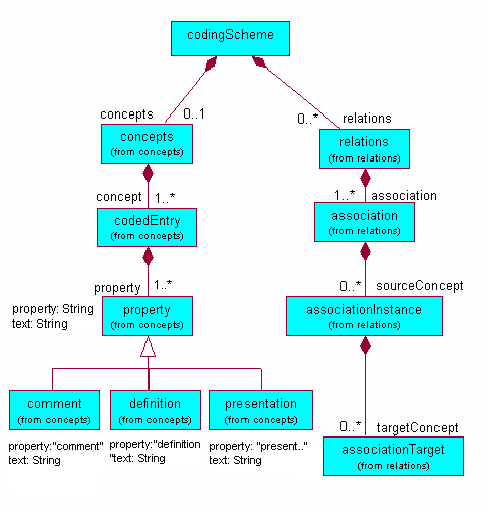 codingScheme
concepts
0..1
0..*
relations
concepts
(from concepts)
relations
(from relations)
concept
1..*
1..*
association
codedEntry
(from concepts)
association
(from relations)
property
1..*
0..*
sourceConcept
property: String
text: String
property
(from concepts)
associationInstance
(from relations)
comment
(from concepts)
definition
(from concepts)
presentation
(from concepts)
property:"comment"
text: String
property:"definition
"text: String
property: "present.."
text: String
0..*
targetConcept
associationTarget
(from relations)